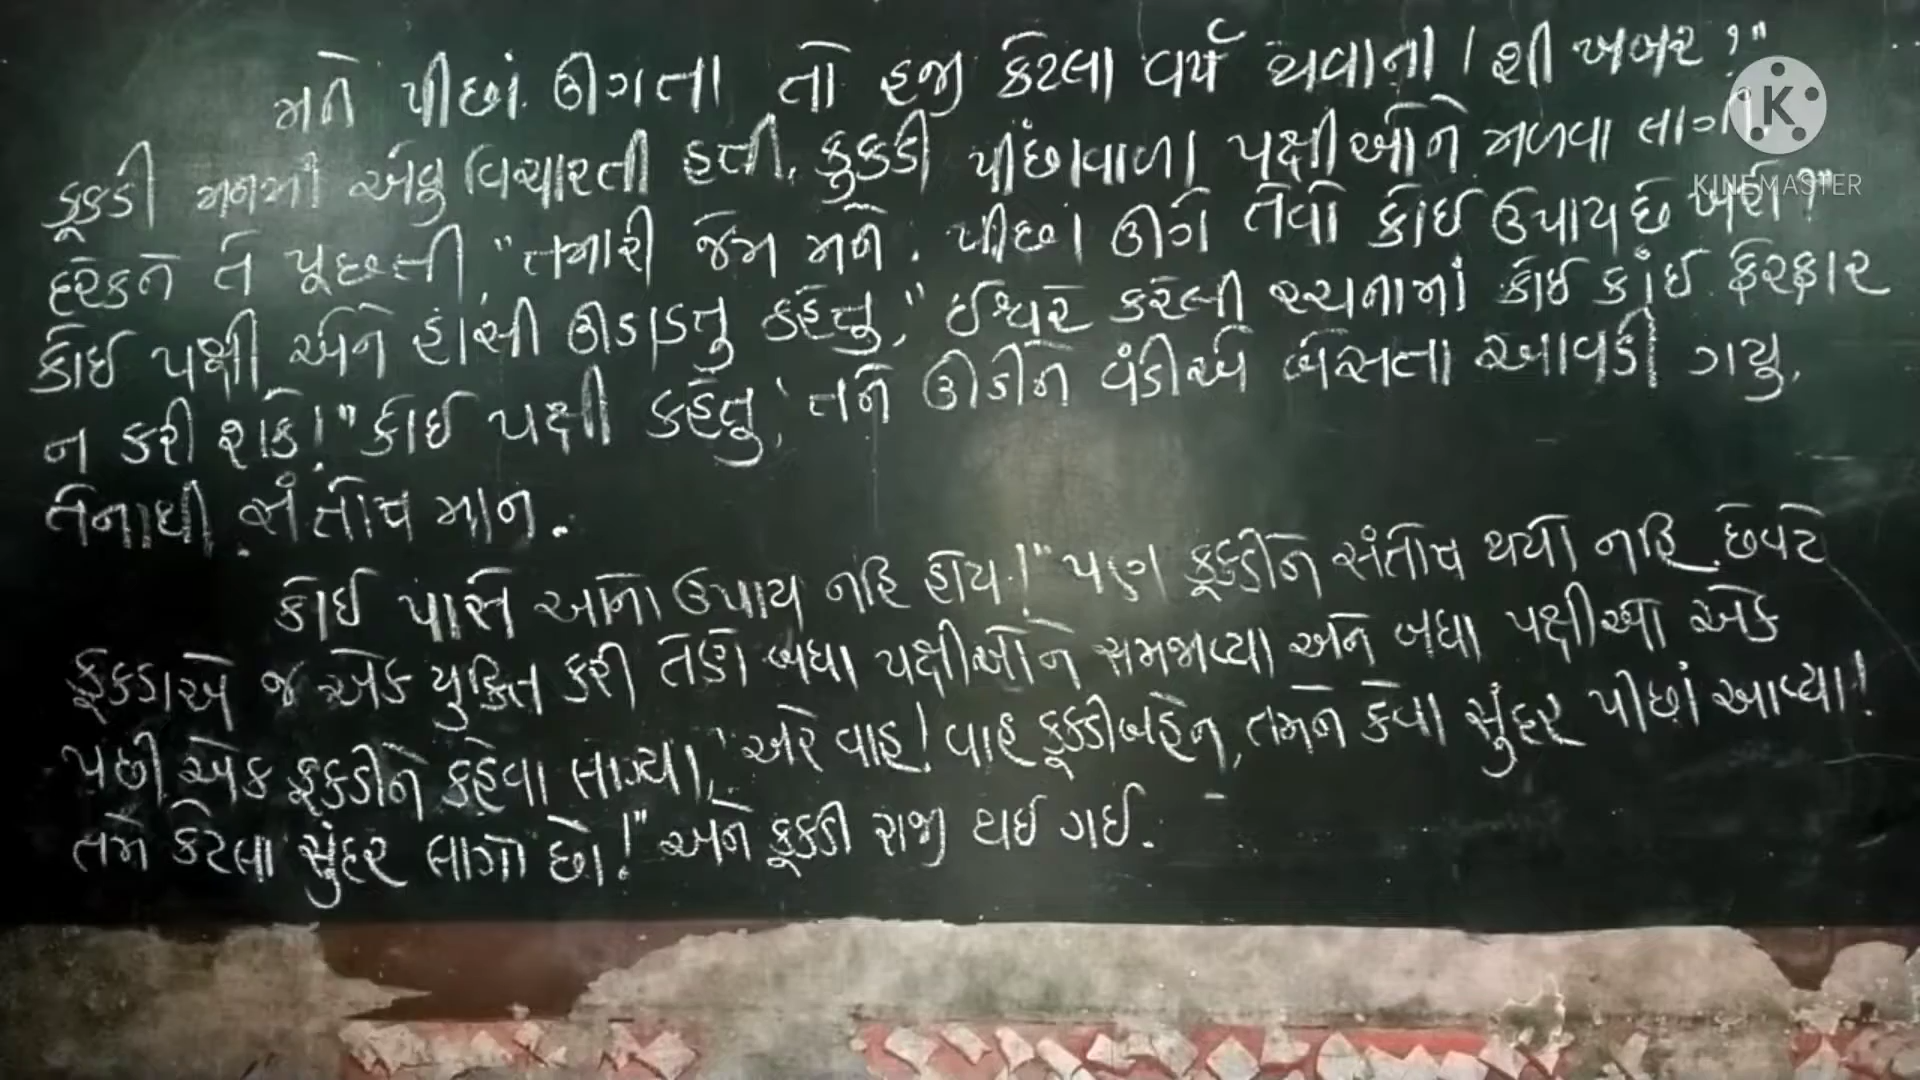 મને પીછાં ઊગતા તો હજી કેટલા વર્ષ થવાના / શી ખબર ?"
કૂકડી મનમાં એવુ વિચારતી હતી. કુકડી પીંછાવાળા પક્ષીઓને મળવા લાગી.
દરેકને તે પૂછતી, "તમારી જેમ મને પીછાં ઊગે તેવો કોઈ ઉપાય છે ખરો ?"
કોઈ પક્ષી એને હાંસી ઊડાડતુ કહેતુ, "ઈશ્વરે કરેલી રચનામાં કોઈ કાંઈ ફેરફાર
ન કરી શકે !" કોઈ પક્ષી કહેતુ, 'તને ઊડીને વંડીએ બેસતા આવડી ગયુ,
તેનાથી સંતોષ માન.
કોઈ પાસે આનો ઉપાય નહિ હોય !" પણ કૂકડીને સંતોષ થયો નહિ. છેવટે
કૂકડાએ જ એક યુક્તિ કરી તેણે બધા પક્ષીઓને સમજાવ્યા અને બધા પક્ષીઓ એક
પછી એક કૂકડીને કહેવા લાગ્યા, 'અરે વાહ ! વાહ કૂકડીબહેન, તમને કેવા સુંદર પીછાં આવ્યા !
તમે કેટલા સુંદર લાગો છો !" અને કૂકડી રાજી થઈ ગઈ.
K
KINEMASTER